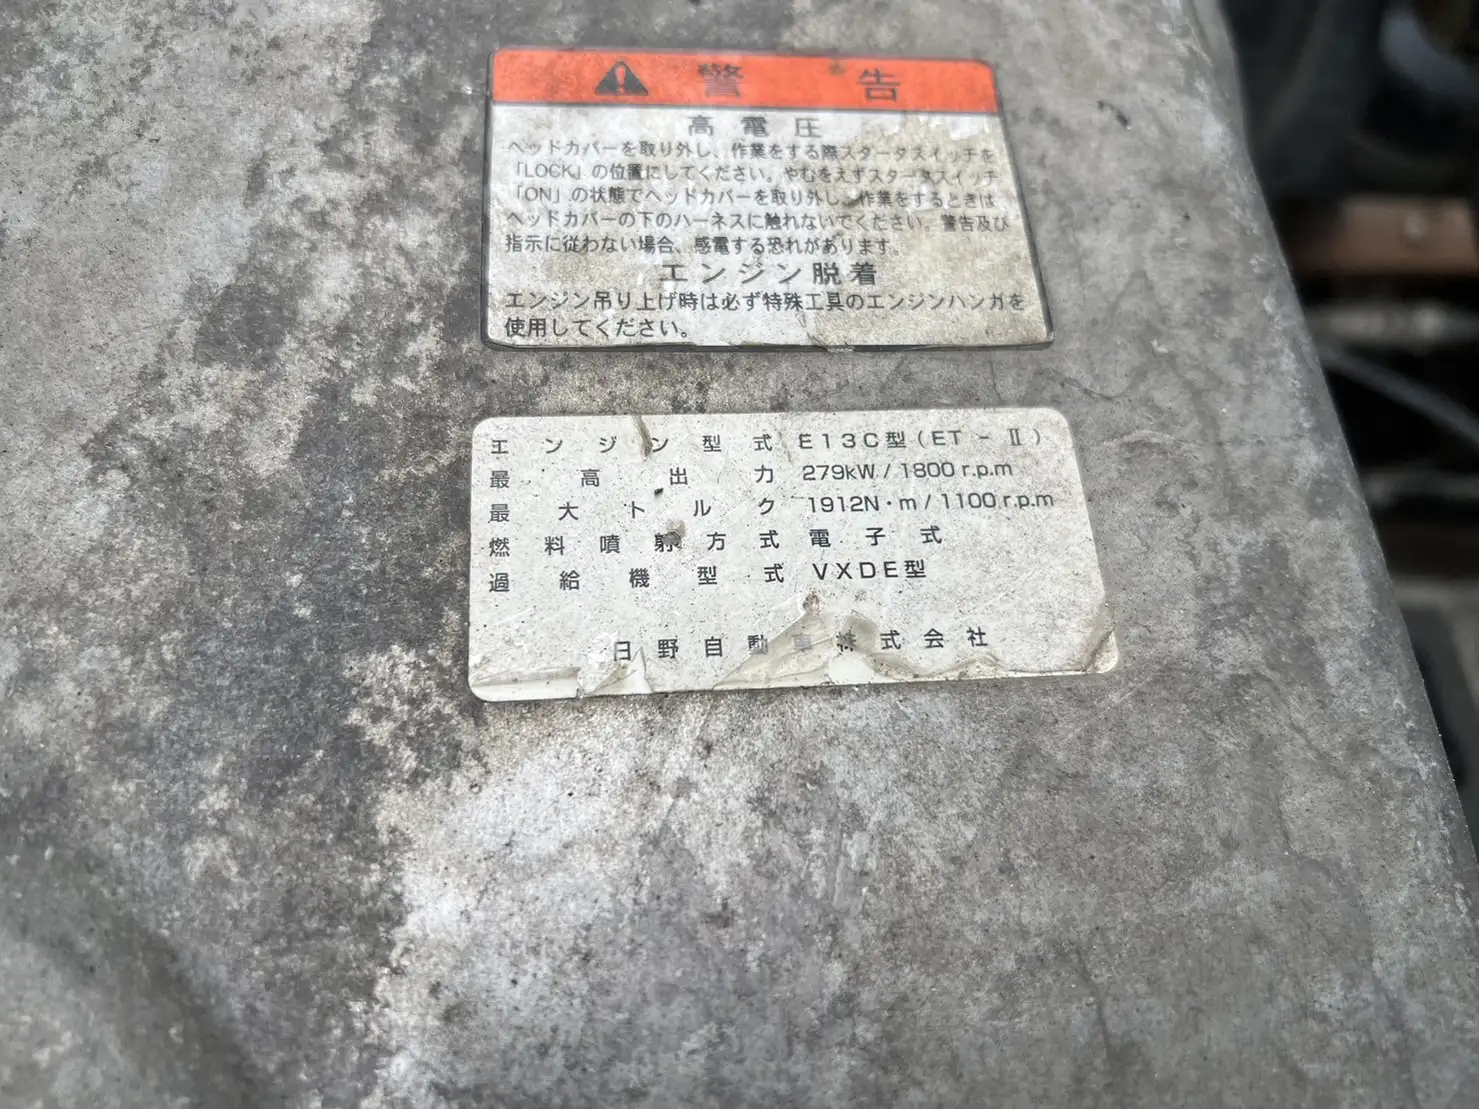 警告
高電圧
ヘッドカバーを取り外し、作業をする際スタータスイッチを
「LOCK」の位置にしてください。やむをえずスタータスイッチ
「ON」の状態でヘッドカバーを取り外し、作業をするときは
ヘッドカバーの下のハーネスに触れないでください。警告及び
指示に従わない場合、感電する恐れがあります。
エンジン脱着
エンジン吊り上げ時は必ず特殊工具のエンジンハンガを
使用してください。
エンジン型式 E13C型(ET-Ⅱ)
最高出力 279kW/1800r.p.m
最大トルク 1912N・m/1100r.p.m
燃料噴射方式 電子式
過給機型式 VXDE型
日野自動車株式会社